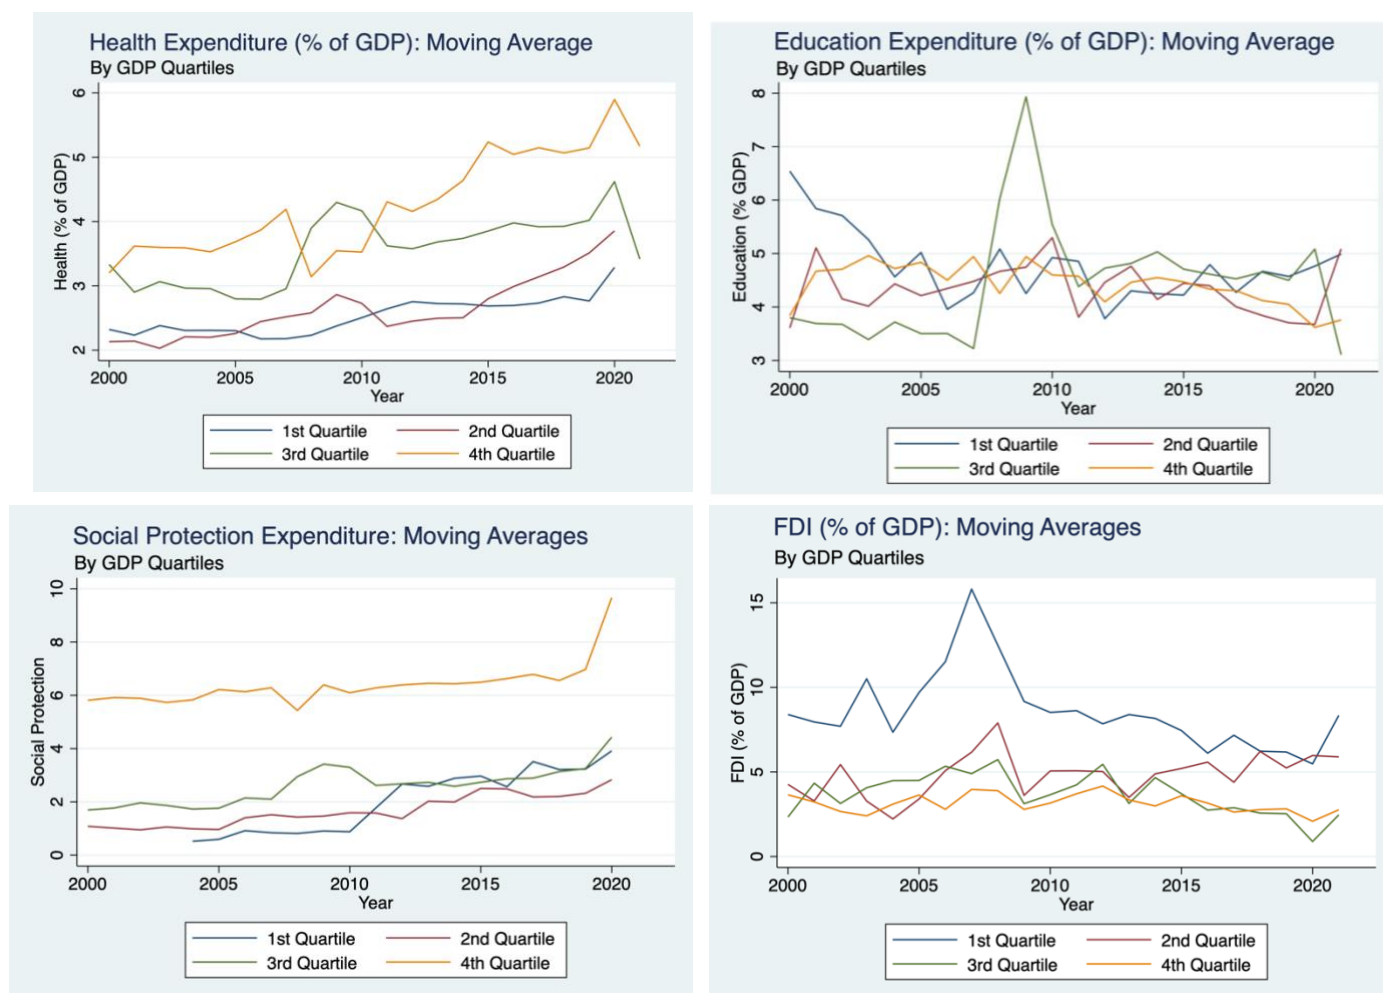 Health Expenditure (% of GDP): Moving Average
By GDP Quartiles
Health (% of GDP)
6
5
4
3
2
2000 2005 2010 2015 2020
Year
1st Quartile 2nd Quartile
3rd Quartile 4th Quartile
Education Expenditure (% of GDP): Moving Average
By GDP Quartiles
Education (% GDP)
8
7
6
5
4
3
2000 2005 2010 2015 2020
Year
1st Quartile 2nd Quartile
3rd Quartile 4th Quartile
Social Protection Expenditure: Moving Averages
By GDP Quartiles
Social Protection
10
8
6
4
2
0
2000 2005 2010 2015 2020
Year
1st Quartile 2nd Quartile
3rd Quartile 4th Quartile
FDI (% of GDP): Moving Averages
By GDP Quartiles
FDI (% of GDP)
15
10
5
0
2000 2005 2010 2015 2020
Year
1st Quartile 2nd Quartile
3rd Quartile 4th Quartile